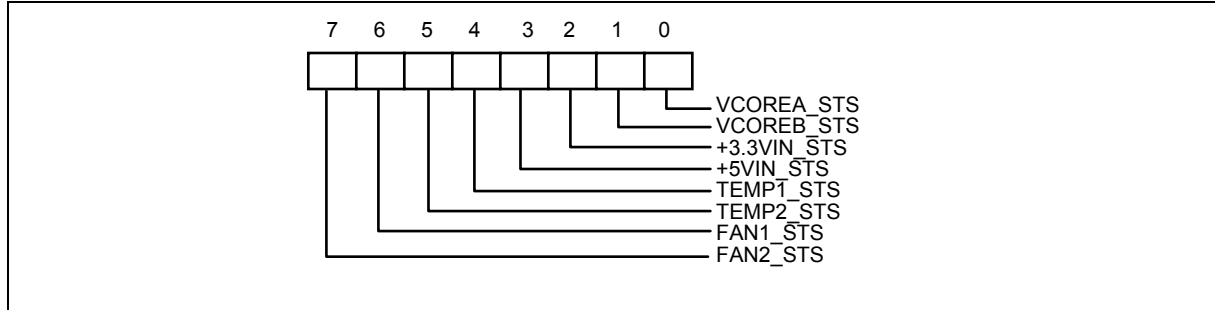 7 6 5 4 3 2 1 0
VCOREA_STS
VCOREB_STS
+3.3VIN_STS
+5VIN_STS
TEMP1_STS
TEMP2_STS
FAN1_STS
FAN2_STS